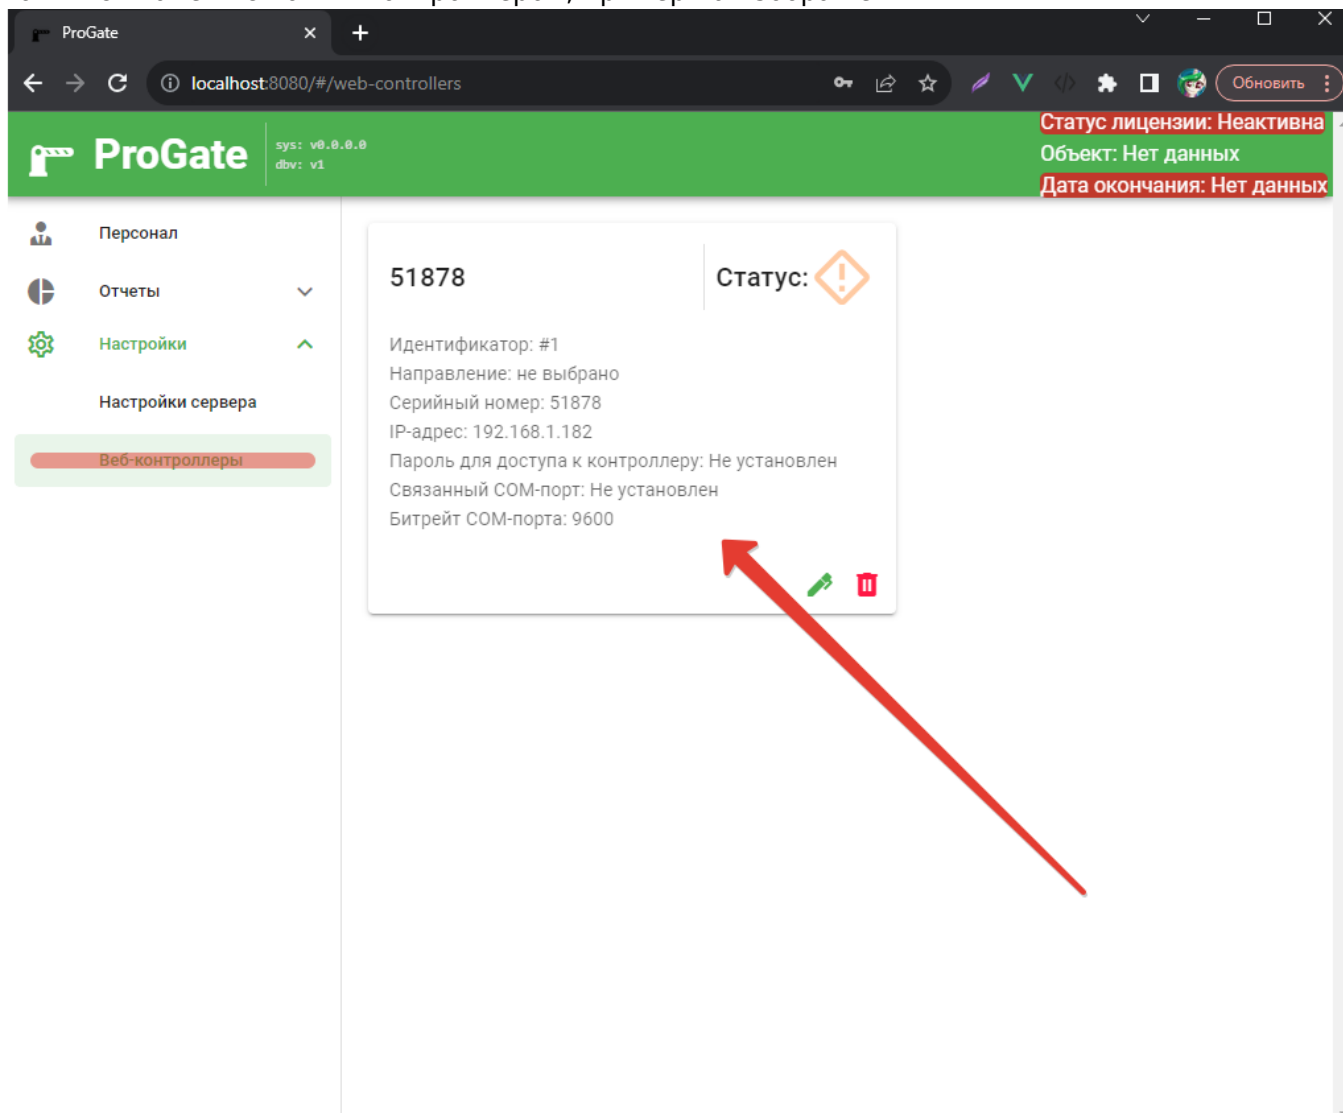 ProGate
localhost:8080/#/web-controllers
Обновить
ProGate
sys: v0.0.0.0
dbv: v1
Статус лицензии: Неактивна
Объект: Нет данных
Дата окончания: Нет данных
Персонал
Отчеты
Настройки
Настройки сервера
Веб-контроллеры
51878
Статус:
Идентификатор: #1
Направление: не выбрано
Серийный номер: 51878
IP-адрес: 192.168.1.182
Пароль для доступа к контроллеру: Не установлен
Связанный COM-порт: Не установлен
Битрейт COM-порта: 9600